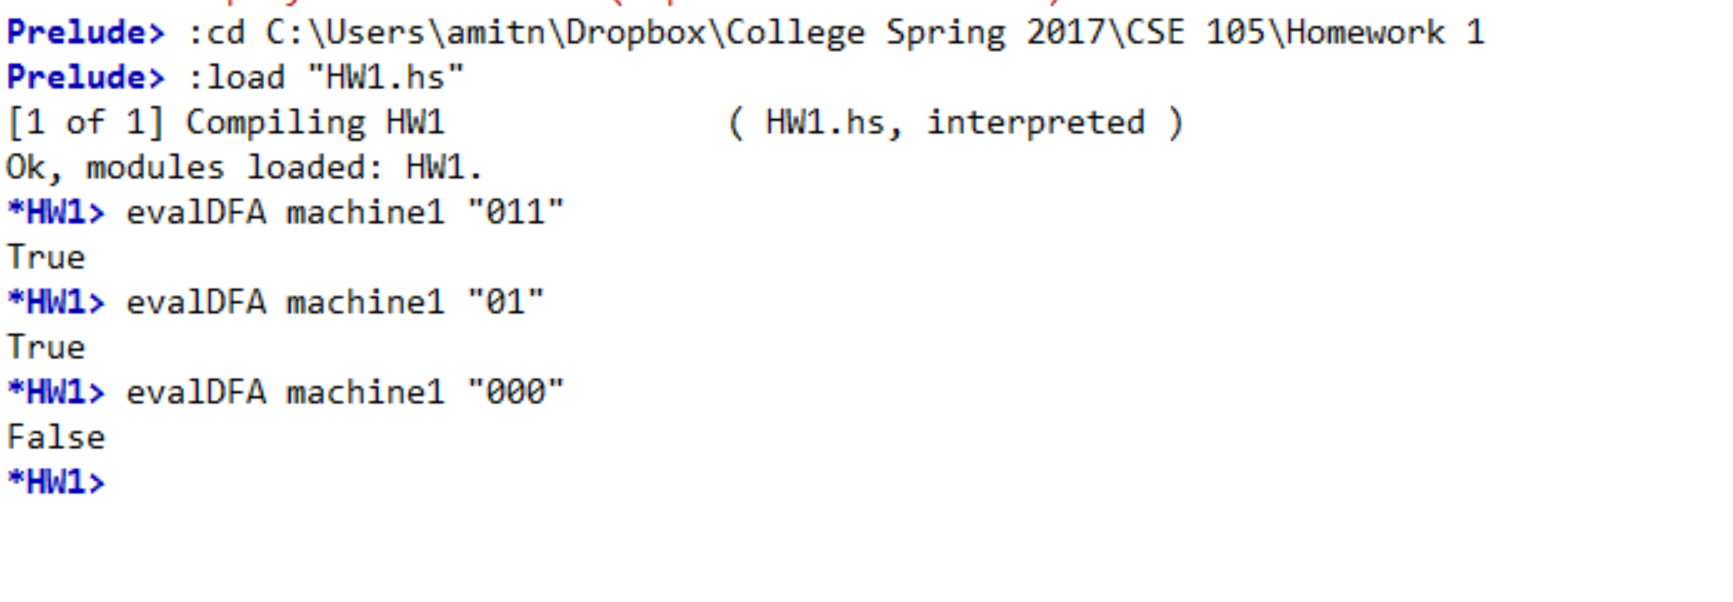 Prelude> :cd C:\Users\amitn\Dropbox\College Spring 2017\CSE 105\Homework 1
Prelude> :load "HW1.hs"
[1 of 1] Compiling HW1              ( HW1.hs, interpreted )
Ok, modules loaded: HW1.
*HW1> evalDFA machine1 "011"
True
*HW1> evalDFA machine1 "01"
True
*HW1> evalDFA machine1 "000"
False
*HW1>